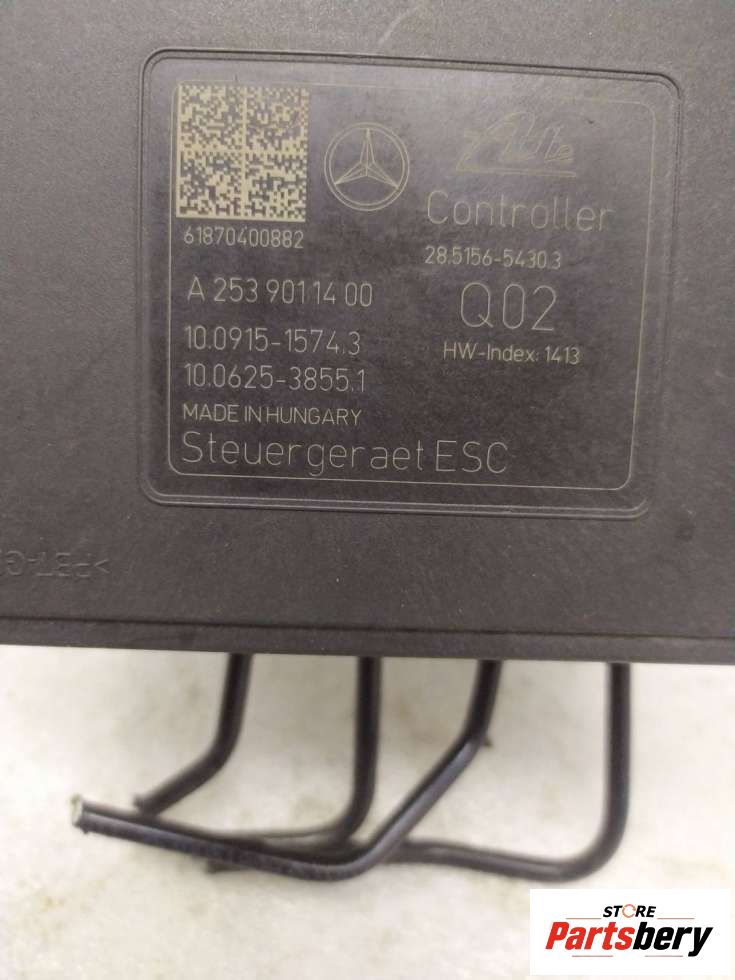 Ate
Controller
61870400882
28.5156-5430.3
A 253 901 14 00
Q02
10.0915-1574.3
HW-Index: 1413
10.0625-3855.1
MADE IN HUNGARY
Steuergeraet ESC
STORE
Partsbery